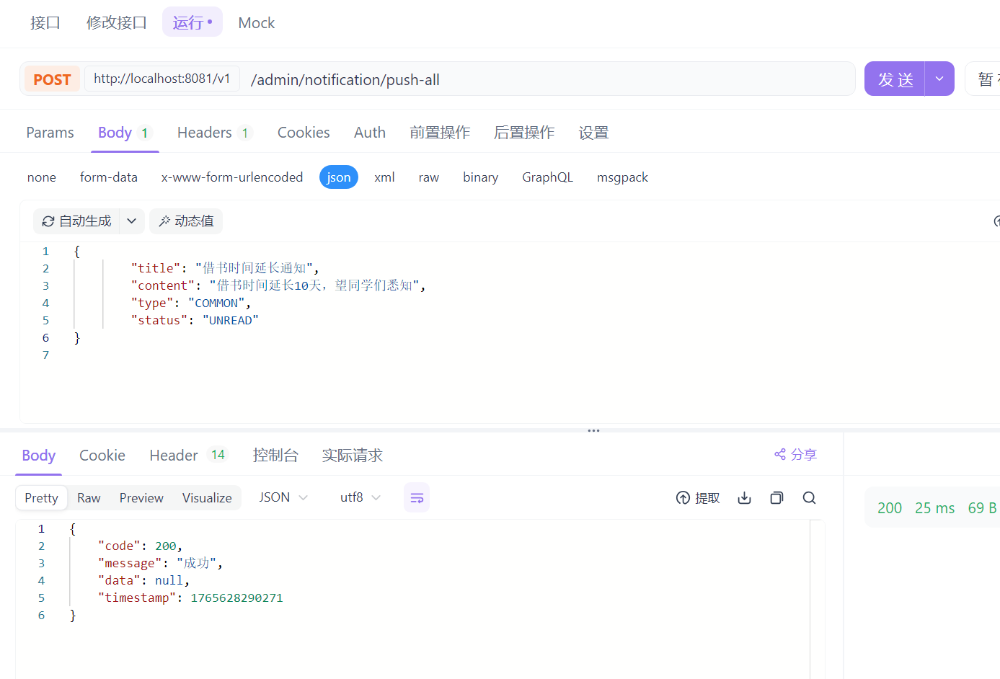 接口 修改接口 运行 Mock
POST http://localhost:8081/v1 /admin/notification/push-all 发 送
Params Body 1 Headers 1 Cookies Auth 前置操作 后置操作 设置
none form-data x-www-form-urlencoded json xml raw binary GraphQL msgpack
自动生成 动态值
1 {
2 "title": "借书时间延长通知",
3 "content": "借书时间延长10天，望同学们悉知",
4 "type": "COMMON",
5 "status": "UNREAD"
6 }
7
Body Cookie Header 14 控制台 实际请求 分享
Pretty Raw Preview Visualize JSON utf8 提取
200 25 ms 69 B
1 {
2 "code": 200,
3 "message": "成功",
4 "data": null,
5 "timestamp": 1765628290271
6 }